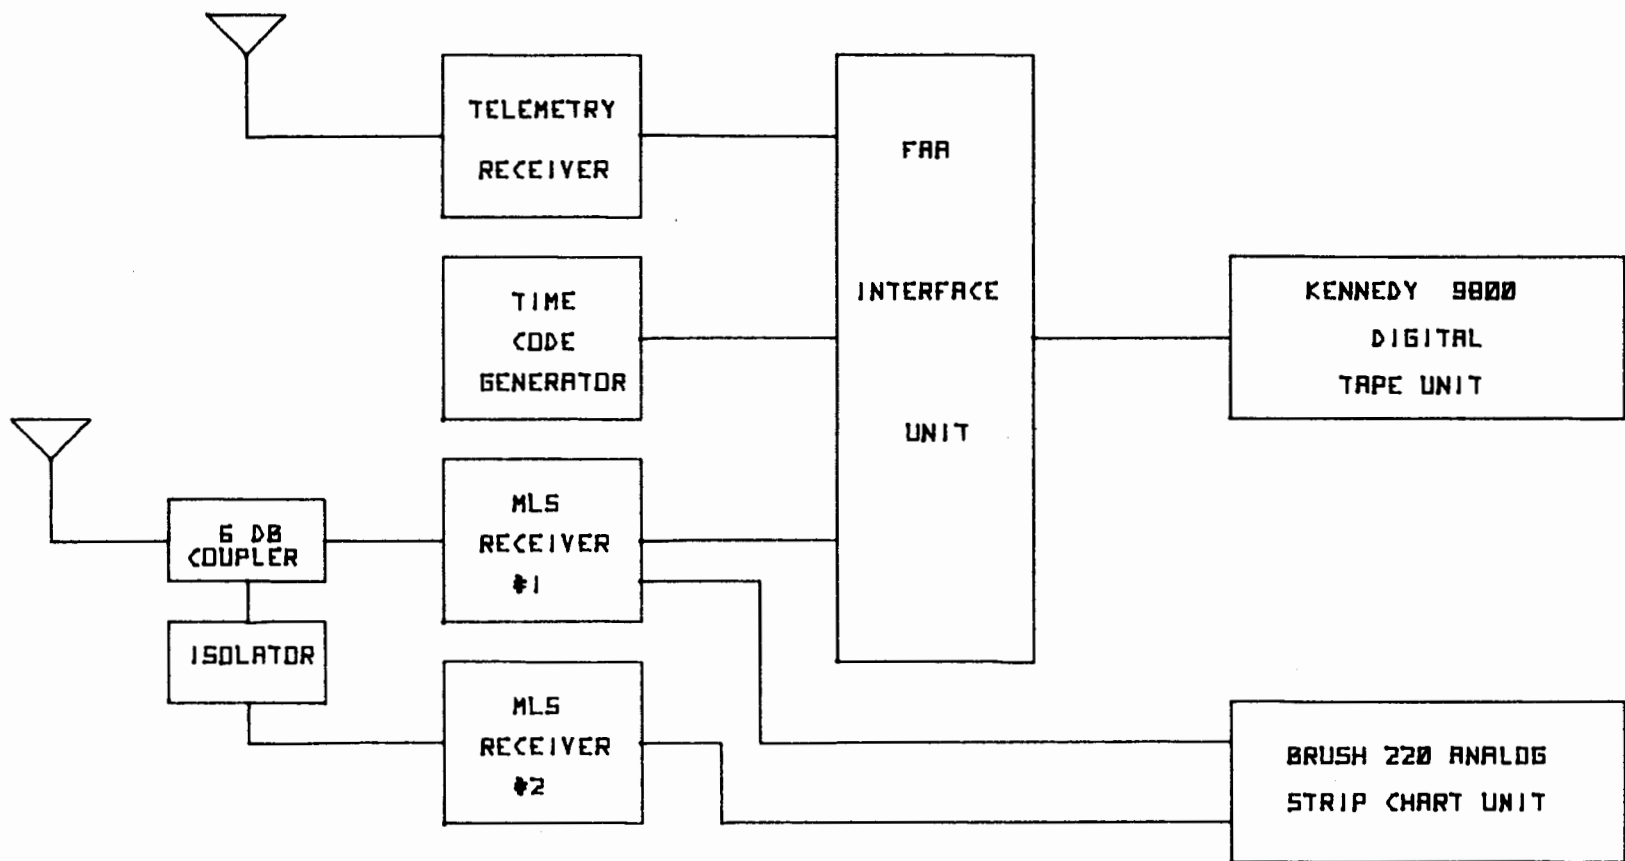 TELEMETRY
RECEIVER
FAA
INTERFACE
UNIT
TIME
CODE
GENERATOR
KENNEDY 9800
DIGITAL
TAPE UNIT
6 DB
COUPLER
MLS
RECEIVER
#1
ISOLATOR
MLS
RECEIVER
#2
BRUSH 220 ANALOG
STRIP CHART UNIT